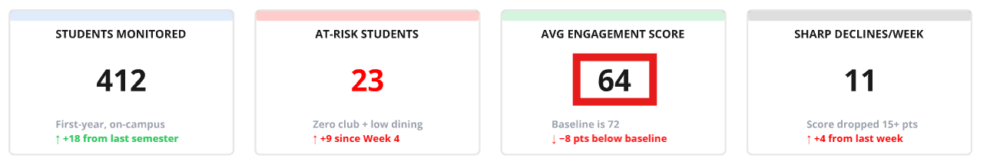 STUDENTS MONITORED
412
First-year, on-campus
↑ +18 from last semester
AT-RISK STUDENTS
23
Zero club + low dining
↑ +9 since Week 4
AVG ENGAGEMENT SCORE
64
Baseline is 72
↓ −8 pts below baseline
SHARP DECLINES/WEEK
11
Score dropped 15+ pts
↑ +4 from last week